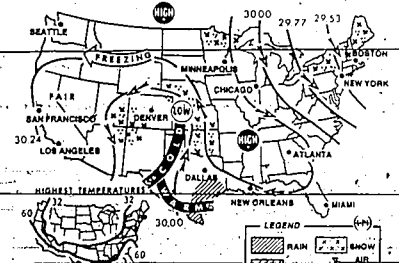 HIGH
30.00
29.77
29.53
SEATTLE
FREEZING
BOSTON
MINNEAPOLIS
NEW YORK
CHICAGO
FAIR
DENVER
LOW
SAN FRANCISCO
30.24
COLD
HIGH
LOS ANGELES
ATLANTA
DALLAS
HIGHEST TEMPERATURES
WARM
NEW ORLEANS
MIAMI
32
32
60
30.00
LEGEND
RAIN
SNOW
60
AIR